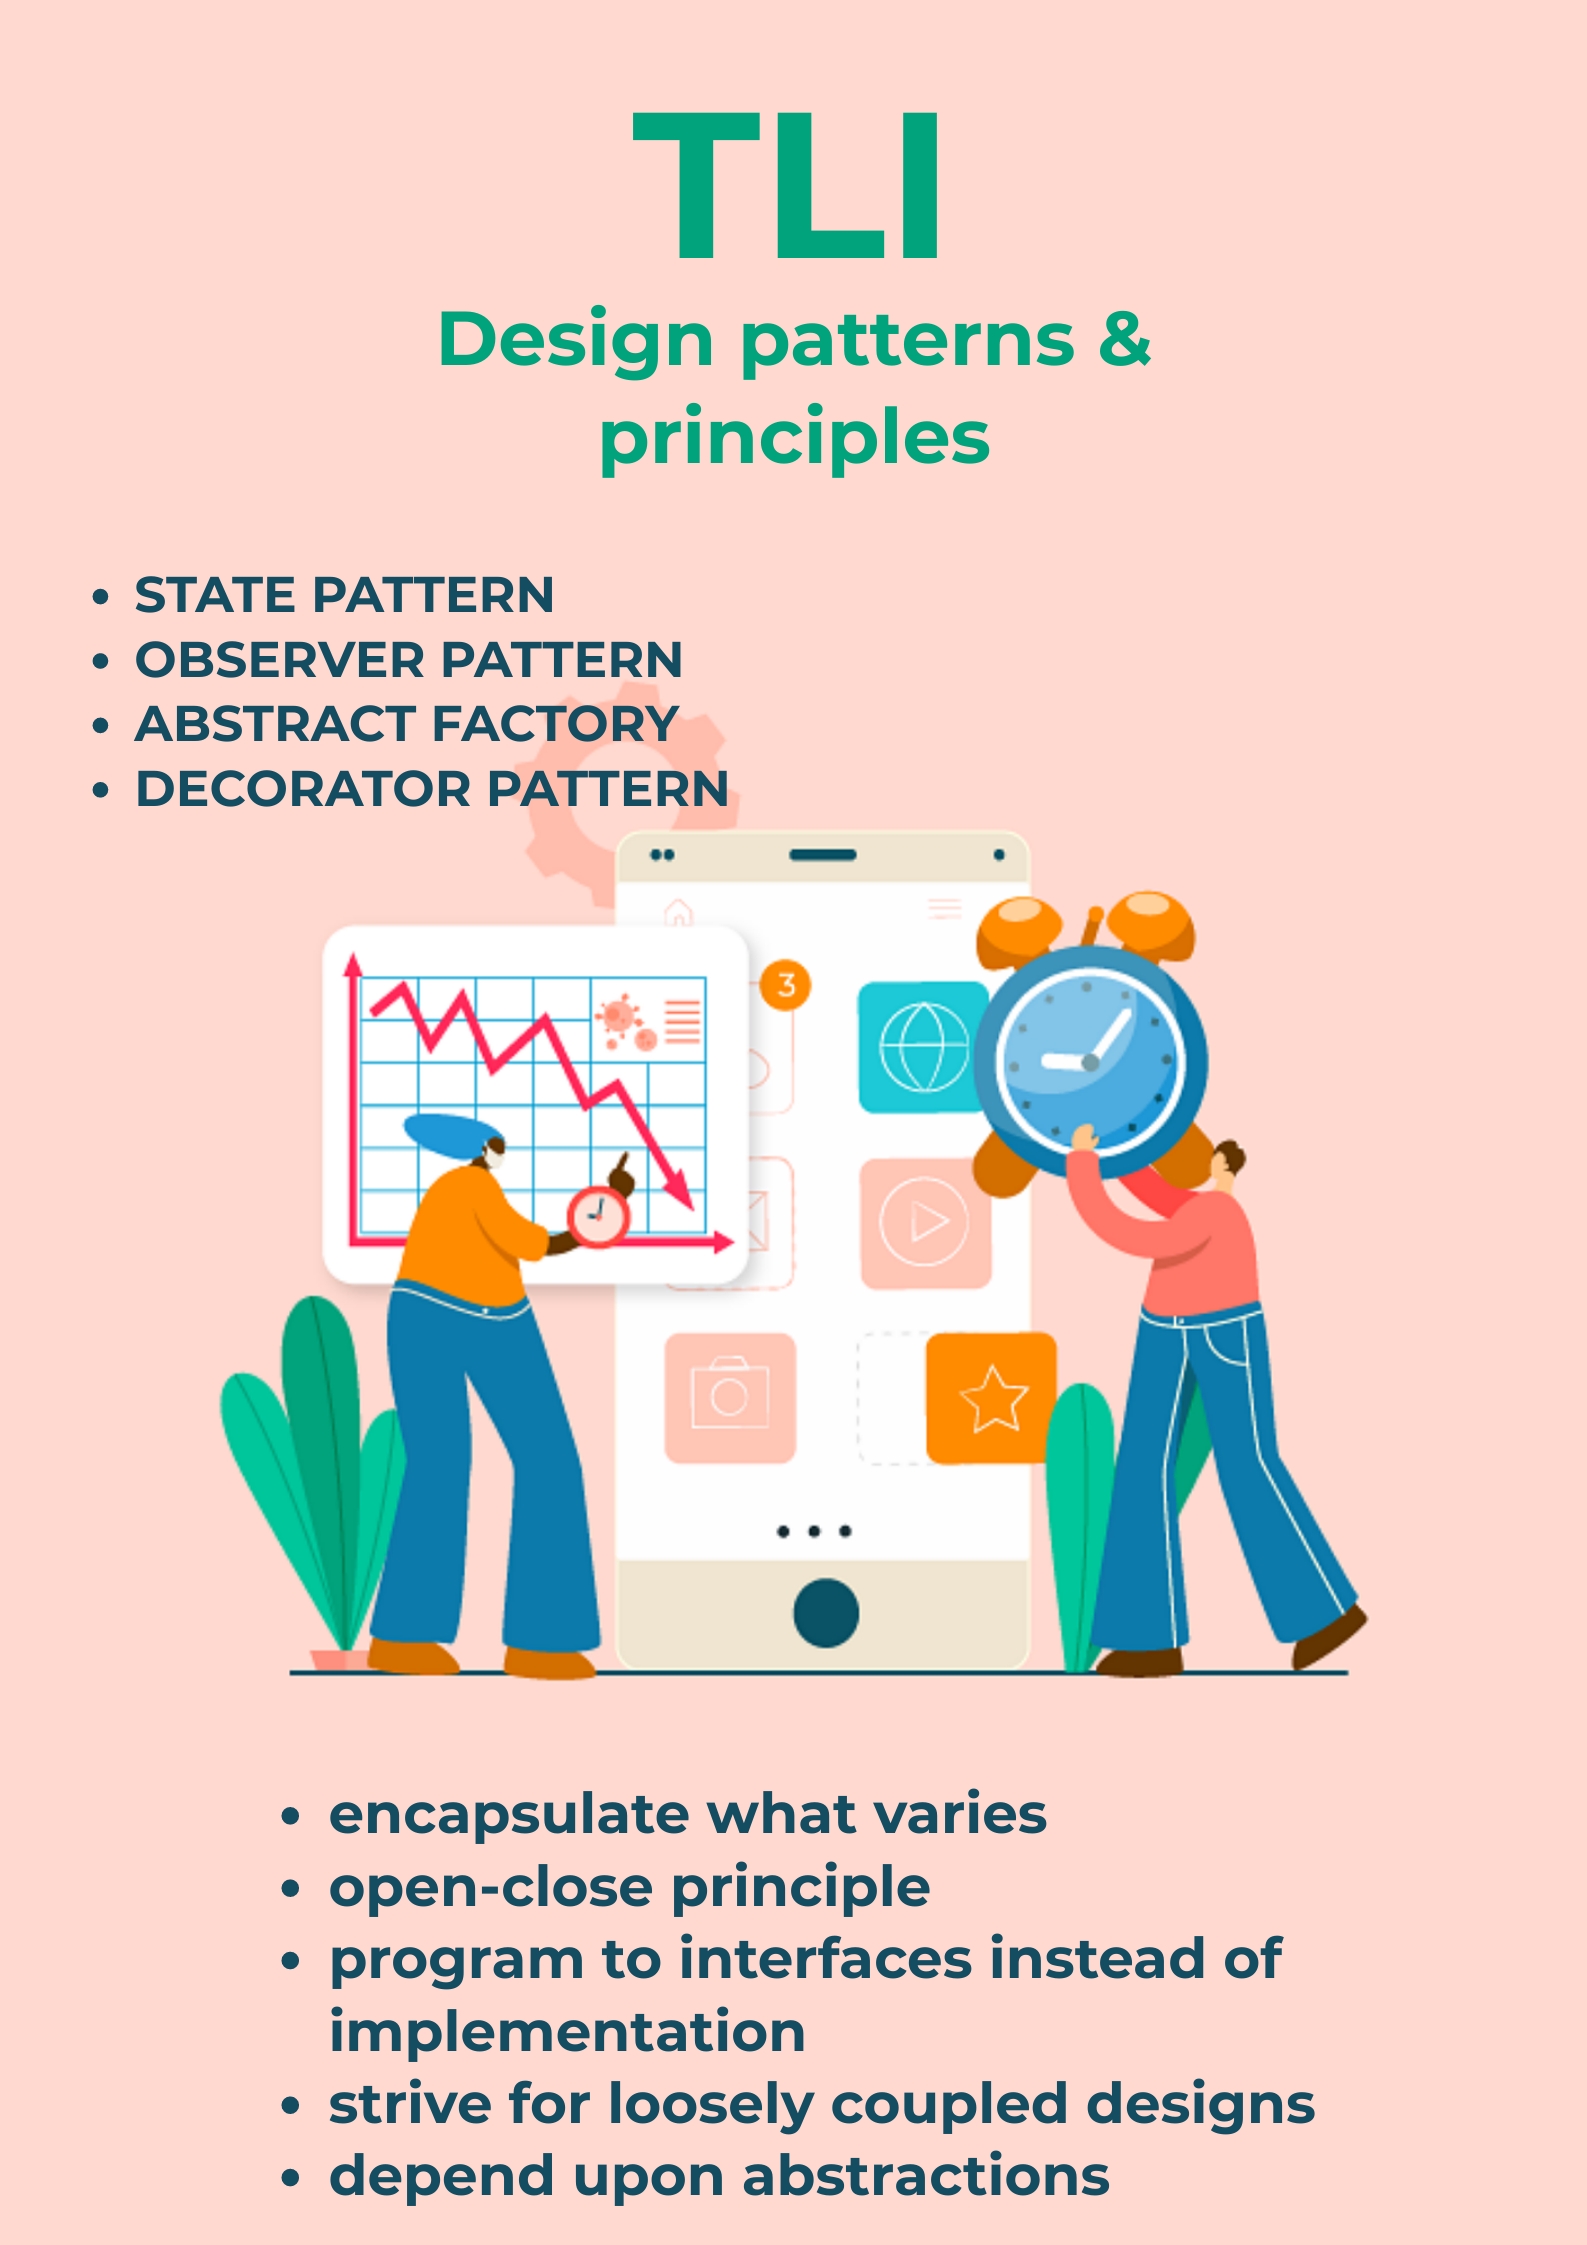 TLI
Design patterns &
principles
• STATE PATTERN
• OBSERVER PATTERN
• ABSTRACT FACTORY
• DECORATOR PATTERN
3
• encapsulate what varies
• open-close principle
• program to interfaces instead of
implementation
• strive for loosely coupled designs
• depend upon abstractions